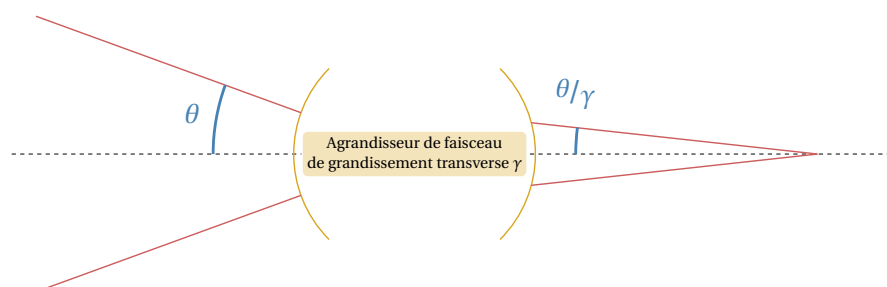 θ
Agrandisseur de faisceau
de grandissement transverse γ
θ/γ